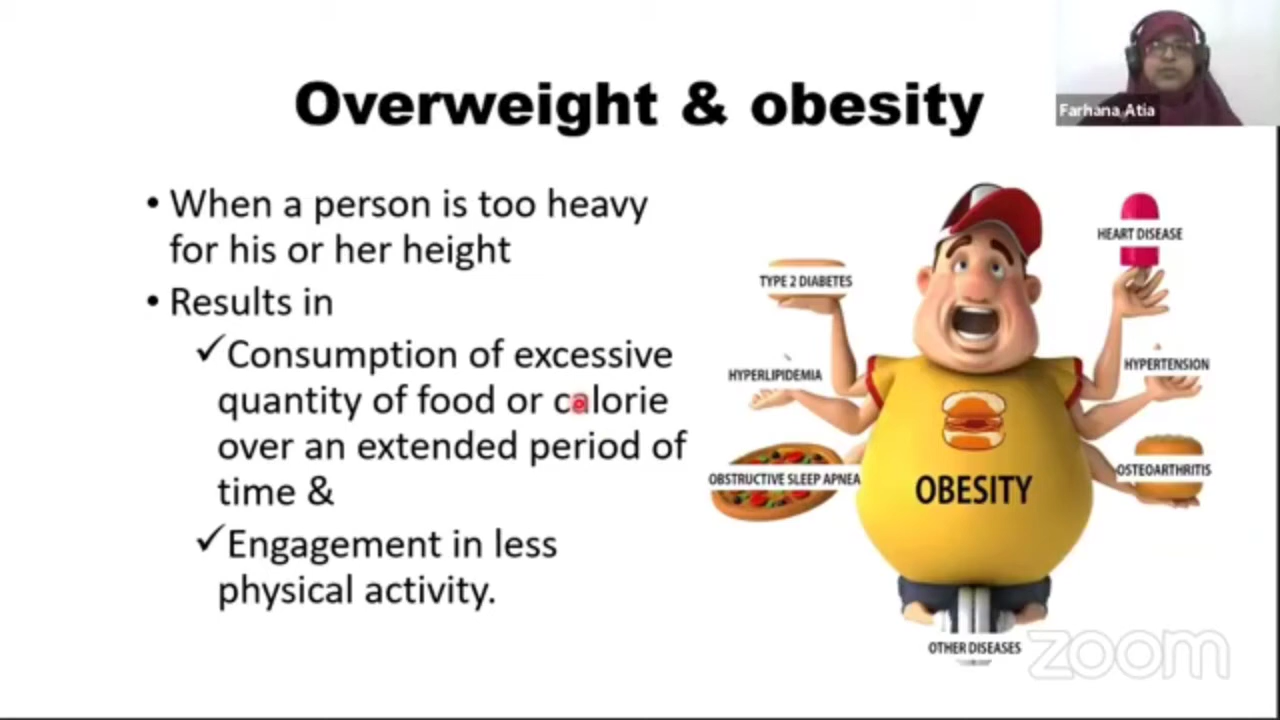 Overweight & obesity
Farhana Atia
• When a person is too heavy
for his or her height
• Results in
✓Consumption of excessive
quantity of food or calorie
over an extended period of
time &
✓Engagement in less
physical activity.
HEART DISEASE
TYPE 2 DIABETES
HYPERTENSION
HYPERLIPIDEMIA
OSTEOARTHRITIS
OBSTRUCTIVE SLEEP APNEA
OBESITY
OTHER DISEASES
zoom